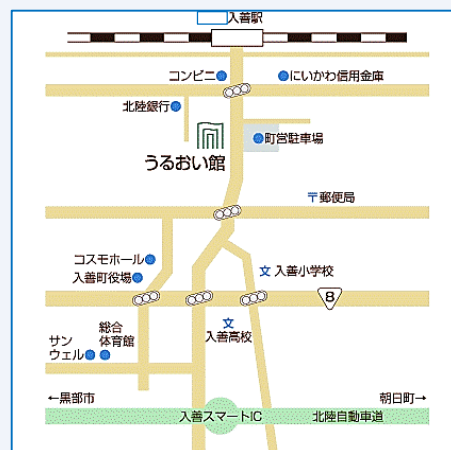 入善駅
コンビニ
にいかわ信用金庫
北陸銀行
町営駐車場
うるおい館
〒郵便局
コスモホール
入善町役場
文 入善小学校
8
文
入善高校
総合
体育館
サン
ウェル
←黒部市
朝日町→
入善スマートIC
北陸自動車道